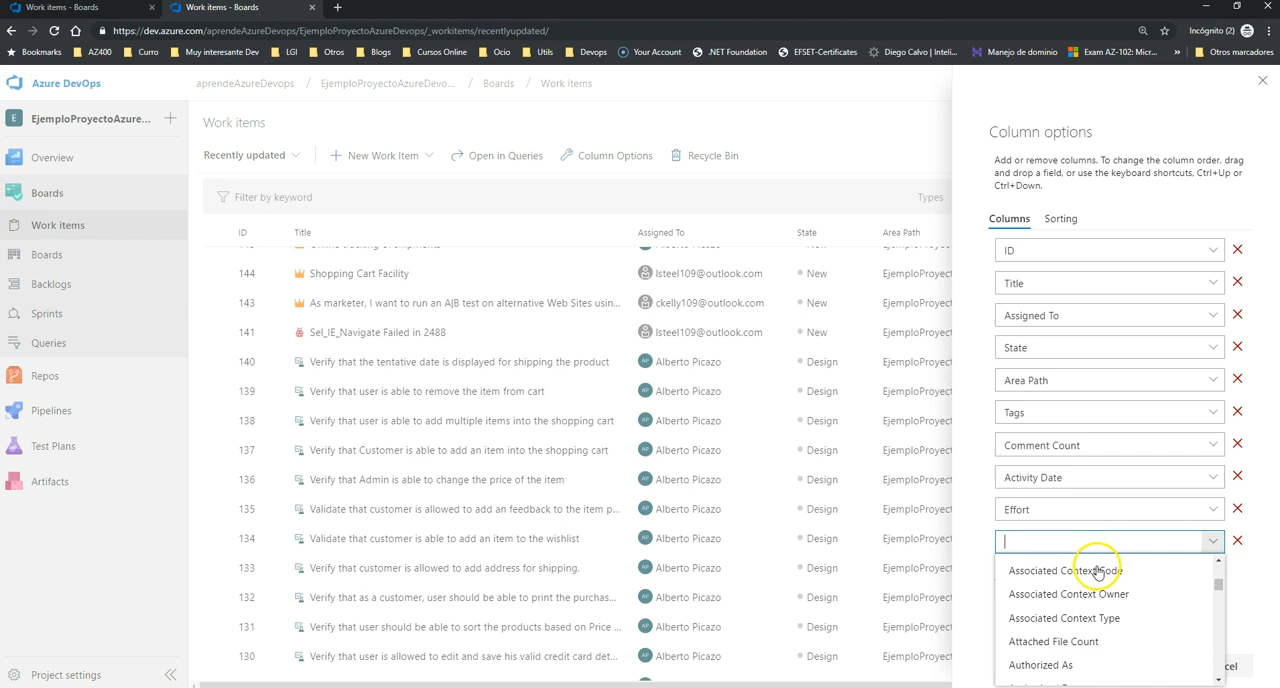 Work items - Boards
Work items - Boards
https://dev.azure.com/aprendeAzureDevops/EjemploProyectoAzureDevops/_workitems/recentlyupdated/
Incógnito (2)
Bookmarks AZ400 Curro Muy interesante Dev LGI Otros Blogs Cursos Online Ocio Utils Devops Your Account .NET Foundation EFSET-Certificates Diego Calvo | Inteli... Manejo de dominio Exam AZ-102: Micr... » Otros marcadores
Azure DevOps
aprendeAzureDevops / EjemploProyectoAzureDevo... / Boards / Work items
E EjemploProyectoAzure...
Overview
Boards
Work items
Boards
Backlogs
Sprints
Queries
Repos
Pipelines
Test Plans
Artifacts
Project settings
Work items
Recently updated New Work Item Open in Queries Column Options Recycle Bin
Filter by keyword Types
ID Title Assigned To State Area Path
144 Shopping Cart Facility lsteel109@outlook.com New EjemploProyect
143 As marketer, I want to run an A|B test on alternative Web Sites usin... ckelly109@outlook.com New EjemploProyect
141 Sel_IE_Navigate Failed in 2488 lsteel109@outlook.com New EjemploProyect
140 Verify that the tentative date is displayed for shipping the product AP Alberto Picazo Design EjemploProyect
139 Verify that user is able to remove the item from cart AP Alberto Picazo Design EjemploProyect
138 Verify that user is able to add multiple items into the shopping cart AP Alberto Picazo Design EjemploProyect
137 Verify that Customer is able to add an item into the shopping cart AP Alberto Picazo Design EjemploProyect
136 Verify that Admin is able to change the price of the item AP Alberto Picazo Design EjemploProyect
135 Validate that customer is allowed to add an feedback to the item p... AP Alberto Picazo Design EjemploProyect
134 Validate that customer is allowed to add an item to the wishlist AP Alberto Picazo Design EjemploProyect
133 Verify that customer is allowed to add address for shipping. AP Alberto Picazo Design EjemploProyect
132 Verify that as a customer, user should be able to print the purchas... AP Alberto Picazo Design EjemploProyect
131 Verify that user should be able to sort the products based on Price ... AP Alberto Picazo Design EjemploProyect
130 Verify that user is allowed to edit and save his valid credit card det... AP Alberto Picazo Design EjemploProyect
Column options
Add or remove columns. To change the column order, drag
and drop a field, or use the keyboard shortcuts, Ctrl+Up or
Ctrl+Down.
Columns Sorting
ID
Title
Assigned To
State
Area Path
Tags
Comment Count
Activity Date
Effort
Associated Context Code
Associated Context Owner
Associated Context Type
Attached File Count
Authorized As
cel